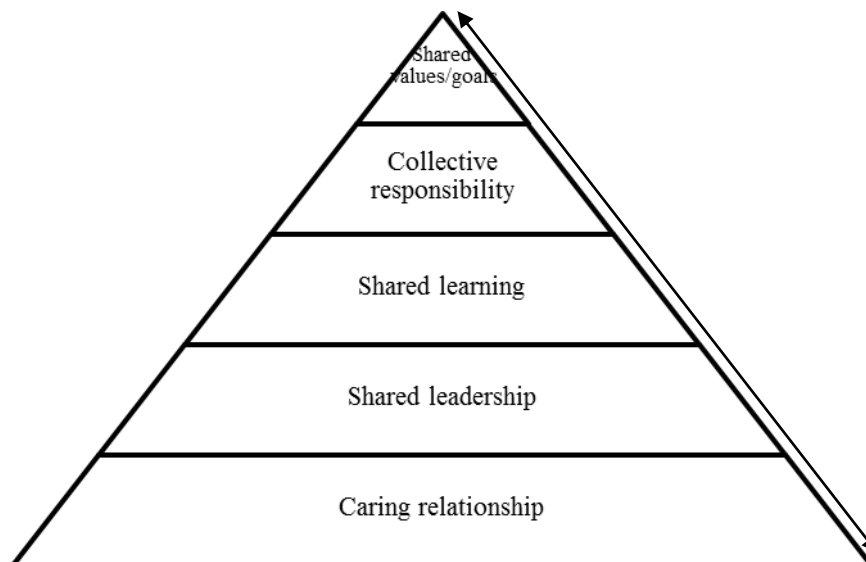 Shared
values/goals
Collective
responsibility
Shared learning
Shared leadership
Caring relationship